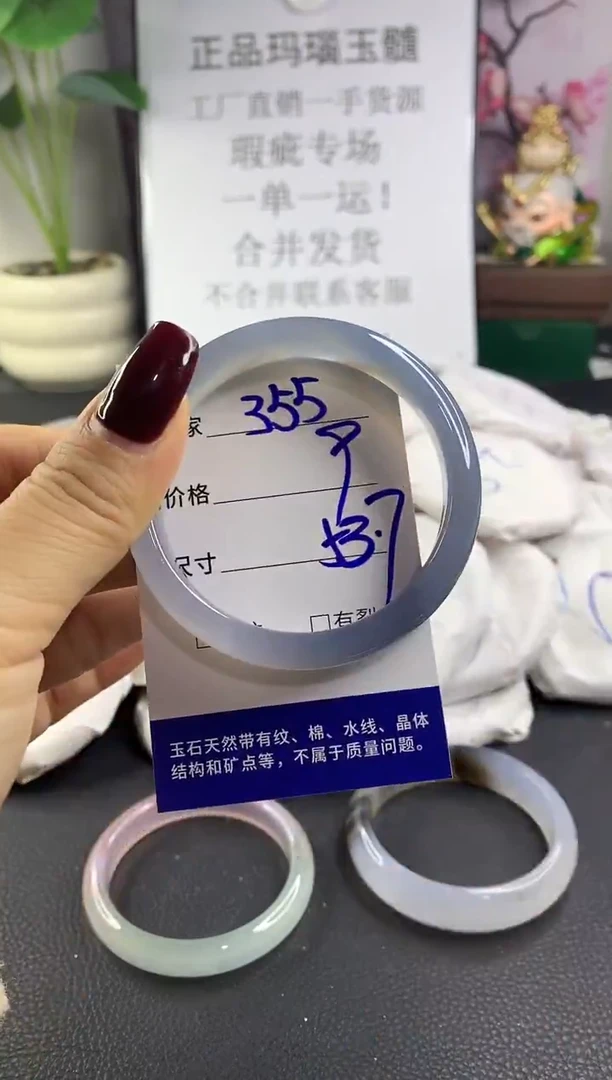 正品玛瑙玉髓
工厂直销一手货源
瑕疵专场
一单一运！
合并发货
不合并联系客服
家 355
价格
尺寸 53.7
□有裂
玉石天然带有纹、棉、水线、晶体
结构和矿点等，不属于质量问题。